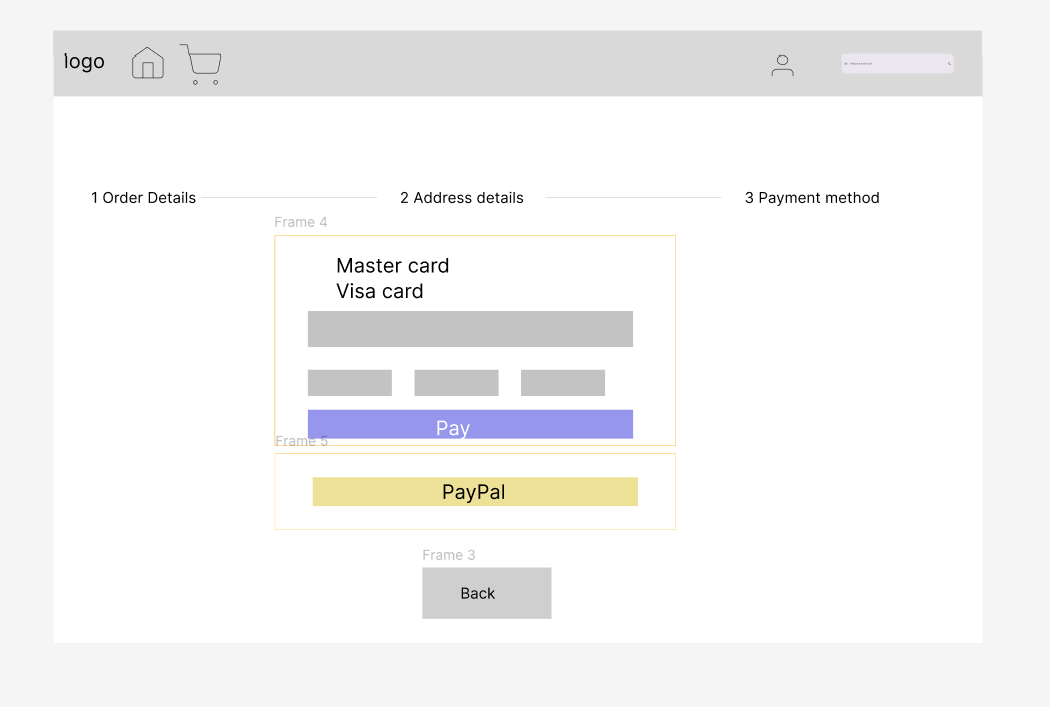 logo
1 Order Details
2 Address details
3 Payment method
Frame 4
Master card
Visa card
Pay
Frame 5
PayPal
Frame 3
Back